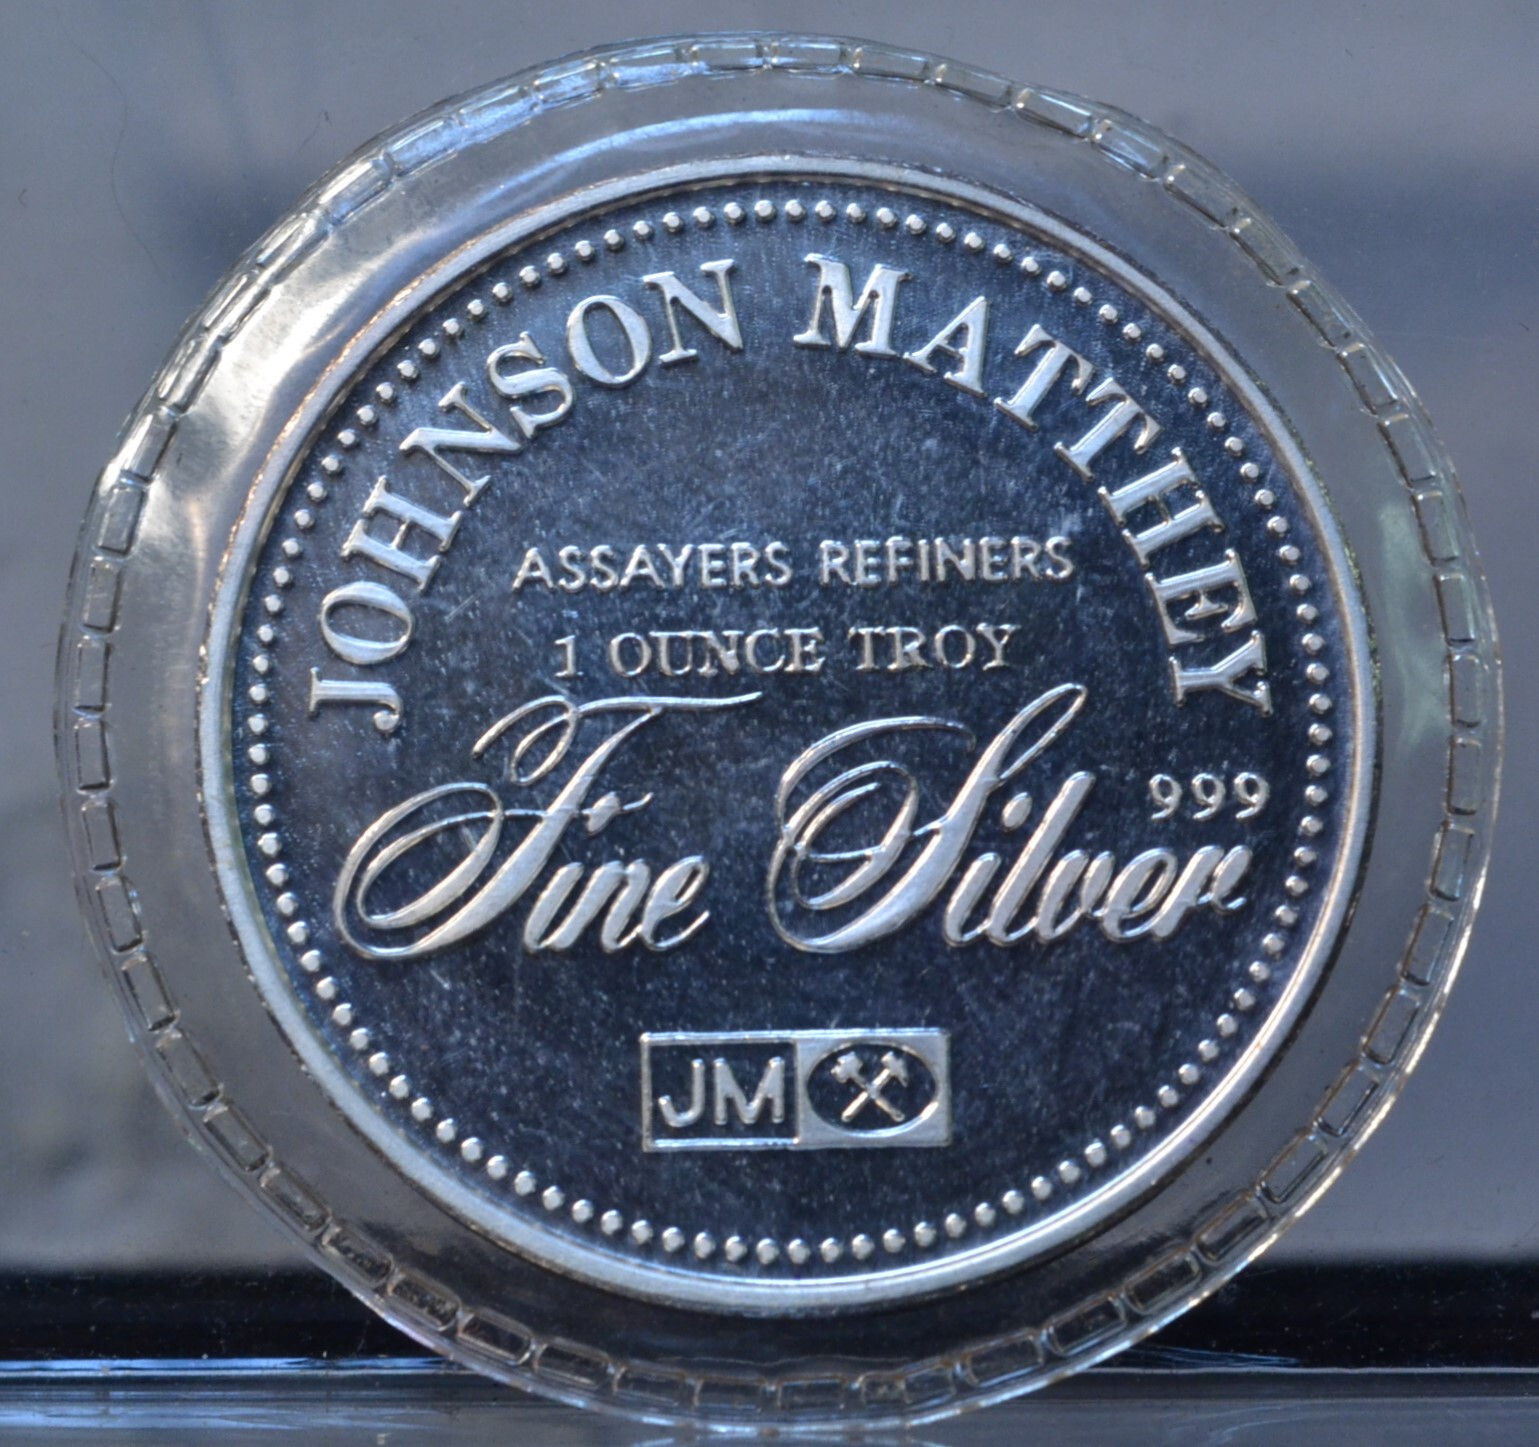 JOHNSON MATTHEY
ASSAYERS REFINERS
1 OUNCE TROY
999
Fine Silver
JM